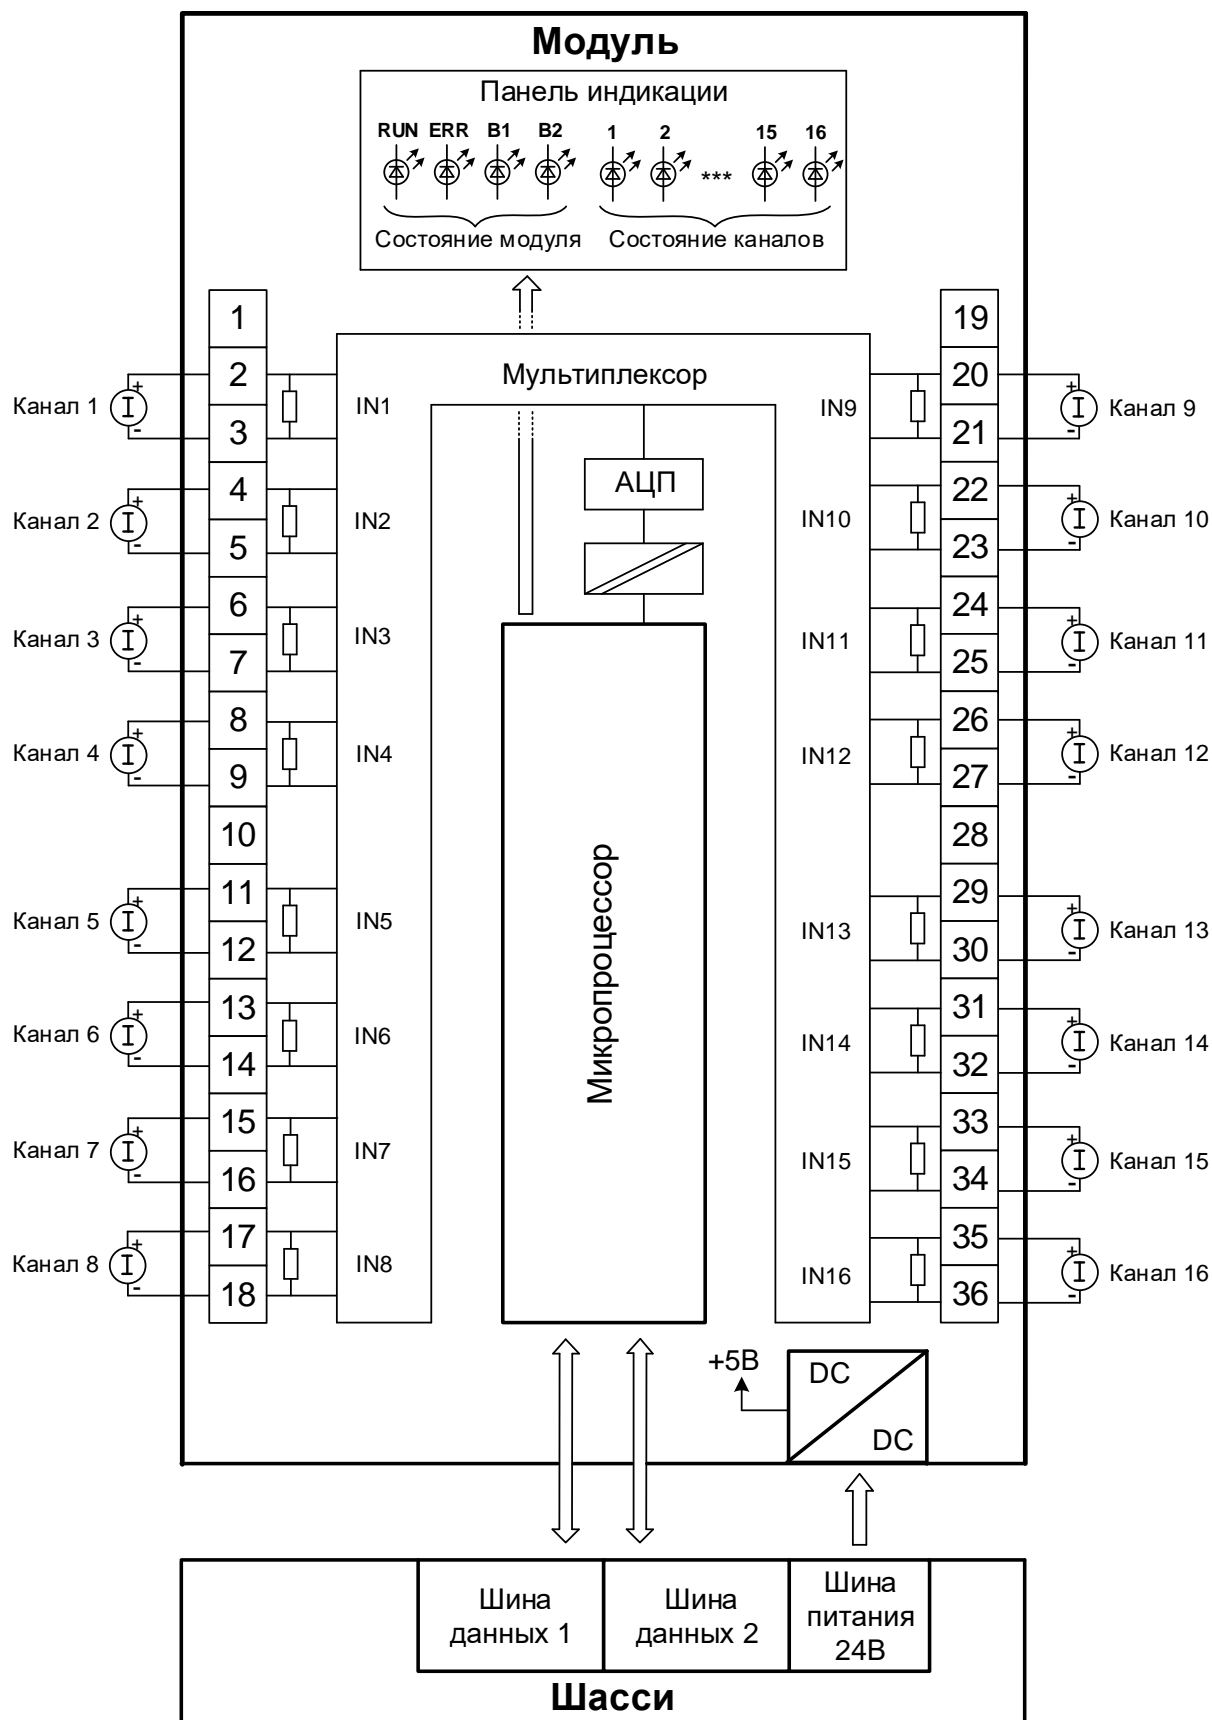 Модуль
Панель индикации
RUN ERR B1 B2 1 2 15 16
***
Состояние модуля Состояние каналов
1 19
Мультиплексор
Канал 1 + - 2 3 IN1
IN9 20 21 + - Канал 9
АЦП
Канал 2 + - 4 5 IN2
IN10 22 23 + - Канал 10
Канал 3 + - 6 7 IN3
IN11 24 25 + - Канал 11
Канал 4 + - 8 9 IN4
IN12 26 27 + - Канал 12
10 28
Микропроцессор
Канал 5 + - 11 12 IN5
IN13 29 30 + - Канал 13
Канал 6 + - 13 14 IN6
IN14 31 32 + - Канал 14
Канал 7 + - 15 16 IN7
IN15 33 34 + - Канал 15
Канал 8 + - 17 18 IN8
IN16 35 36 + - Канал 16
+5В
DC
DC
Шина
данных 1
Шина
данных 2
Шина
питания
24В
Шасси